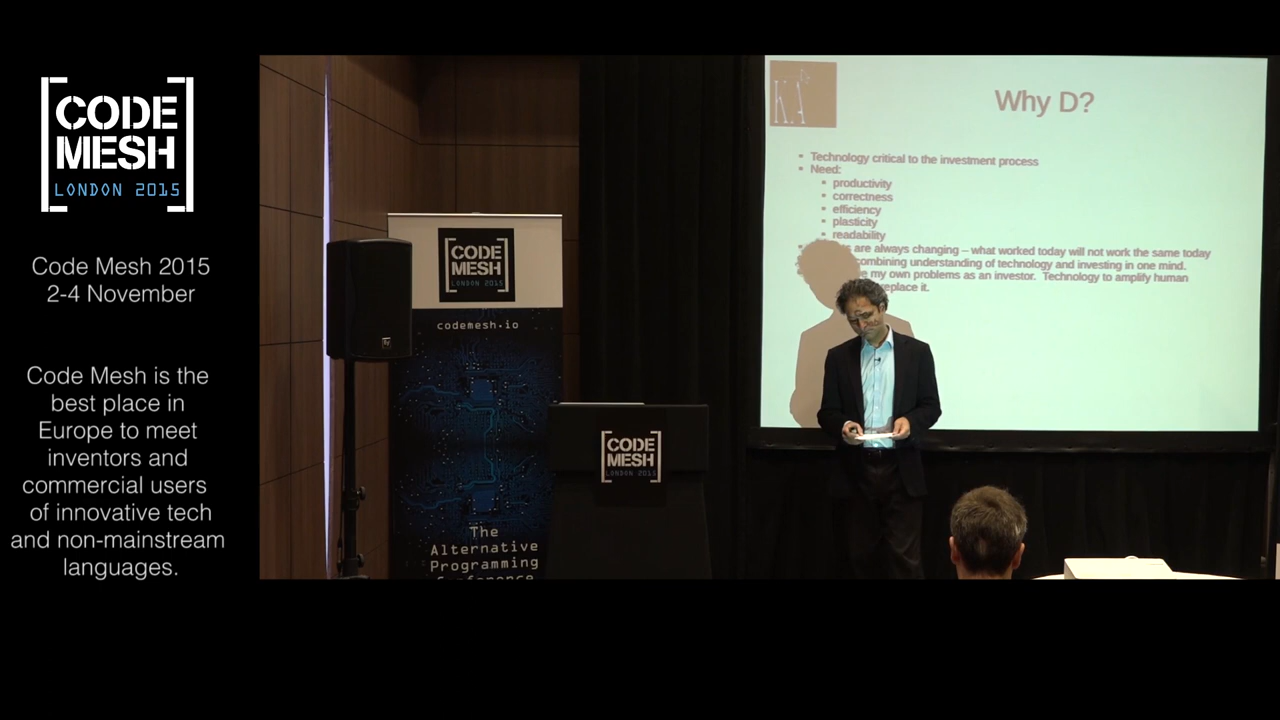 CODE
MESH
LONDON 2015
Code Mesh 2015
2-4 November
Code Mesh is the
best place in
Europe to meet
inventors and
commercial users
of innovative tech
and non-mainstream
languages.
CODE
MESH
LONDON 2015
codemesh.io
The
Alternative
Programming
Conference
CODE
MESH
LONDON 2015
KA
Why D?
Technology critical to the investment process
Need:
productivity
correctness
efficiency
plasticity
readability
are always changing – what worked today will not work the same today
combining understanding of technology and investing in one mind.
my own problems as an investor. Technology to amplify human
replace it.